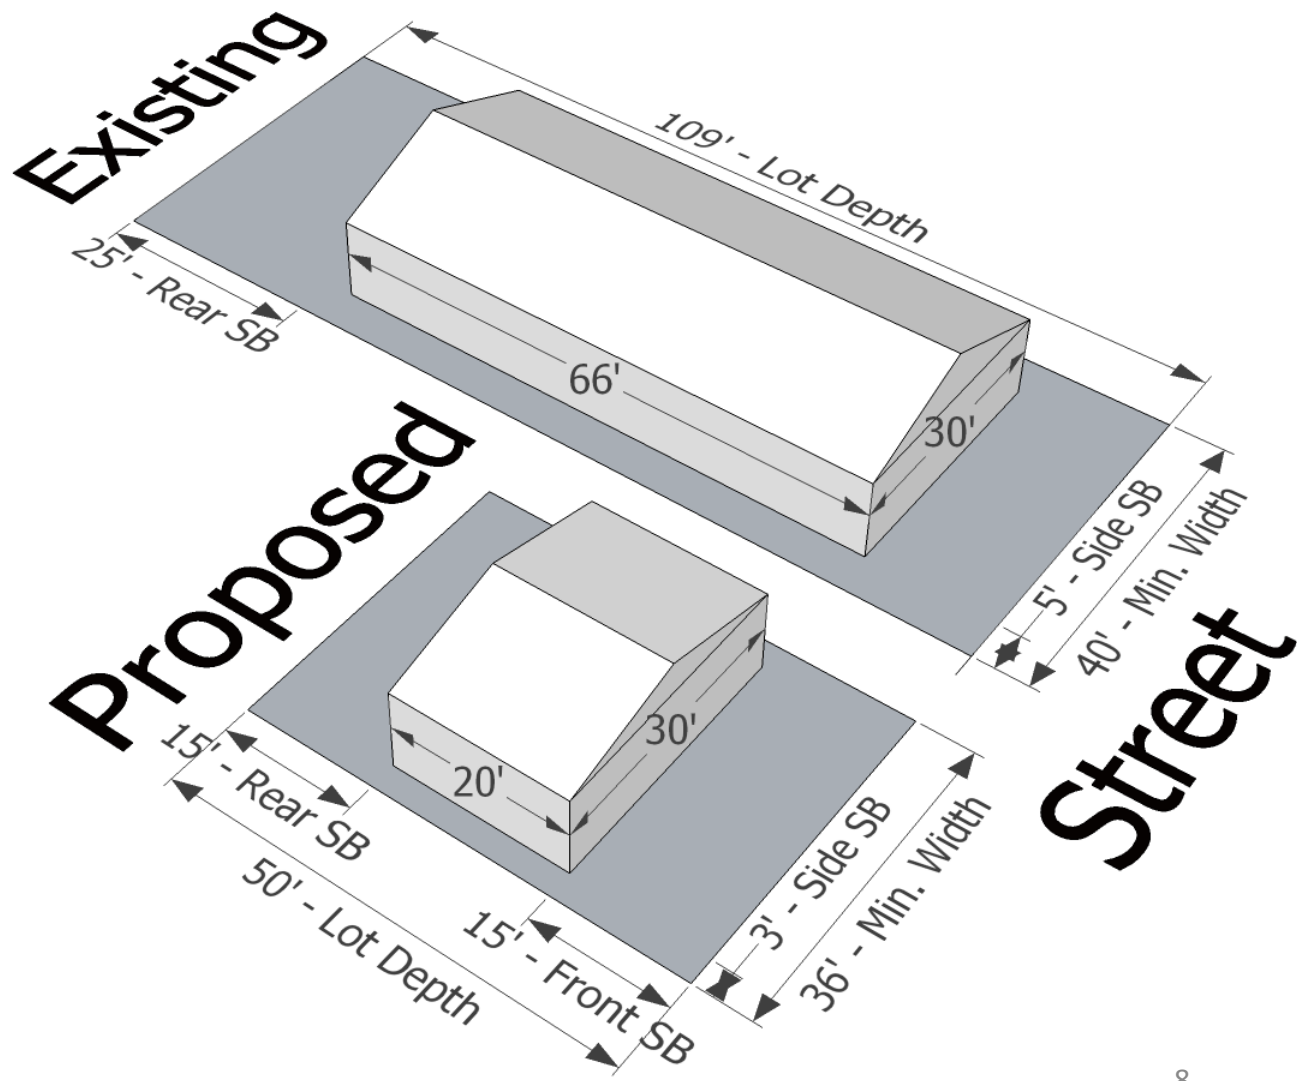 Existing
109' - Lot Depth
25' - Rear SB
66'
30'
5' - Side SB
40' - Min. Width
Proposed
Street
15' - Rear SB
20'
30'
50' - Lot Depth
15' - Front SB
3' - Side SB
36' - Min. Width